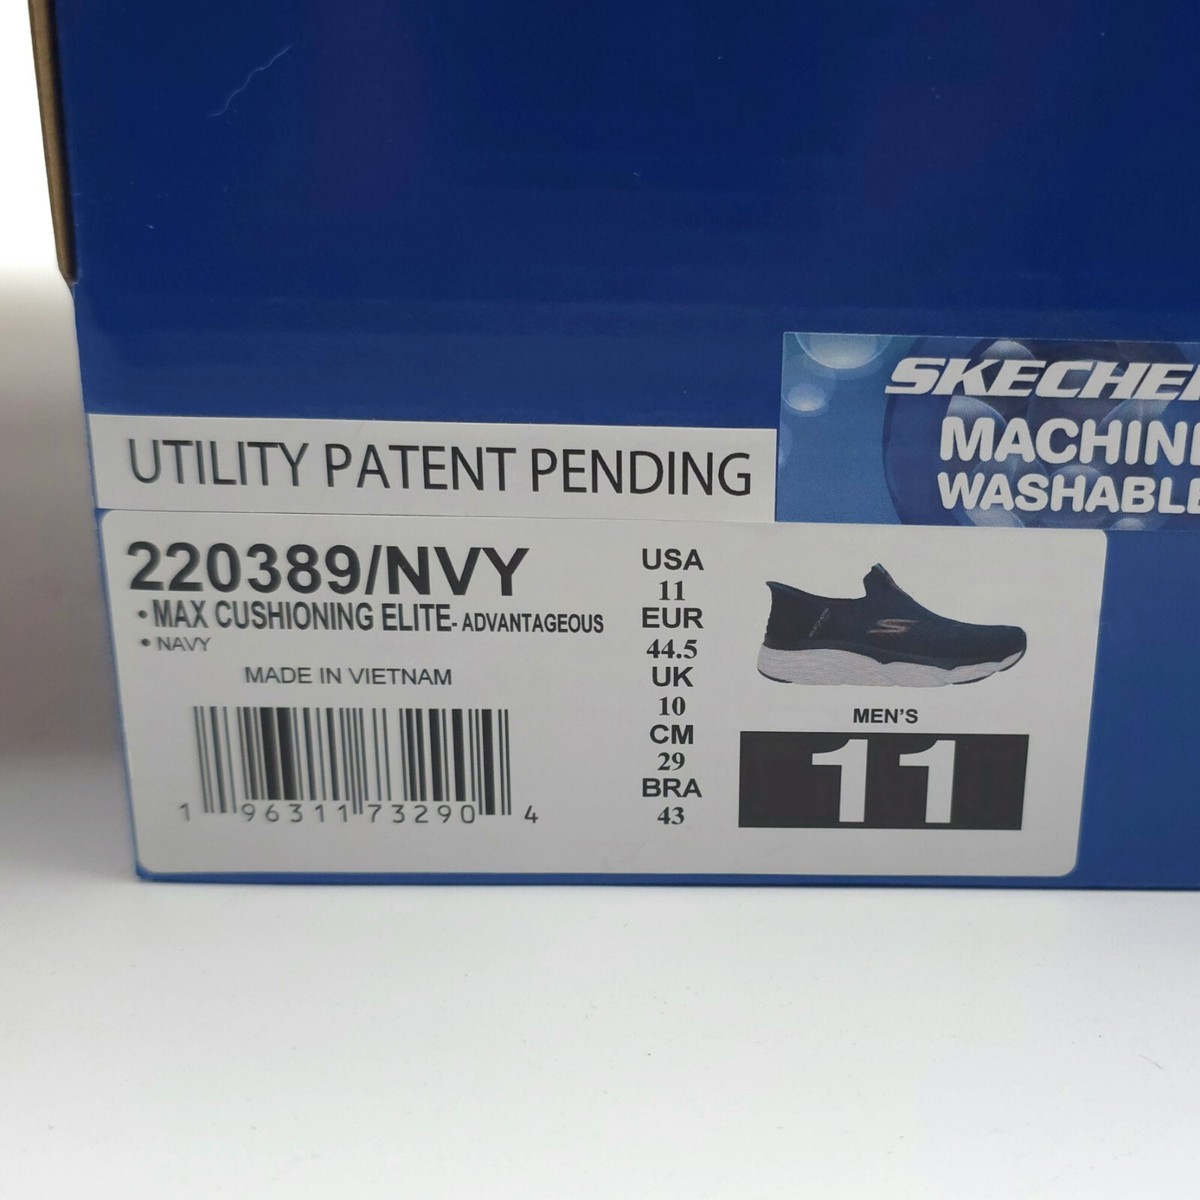 SKECHE
MACHIN
WASHABL
UTILITY PATENT PENDING
220389/NVY
• MAX CUSHIONING ELITE- ADVANTAGEOUS
• NAVY
MADE IN VIETNAM
1 96311 73290 4
USA
11
EUR
44.5
UK
10
CM
29
BRA
43
MEN'S
11